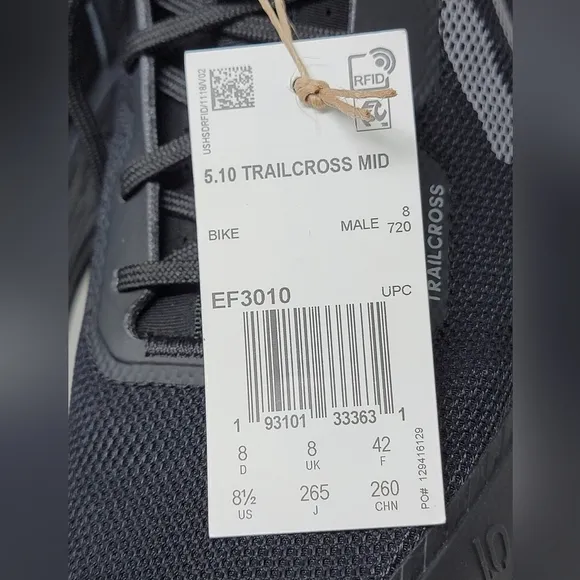 USHSDRFID/1118/V02
RFID
5.10 TRAILCROSS MID
BIKE
MALE 8
720
EF3010
UPC
1 93101 33363 1
8 8 42
D UK F
8½ 265 260
US J CHN
PO# 129416129
TRAILCROSS
10